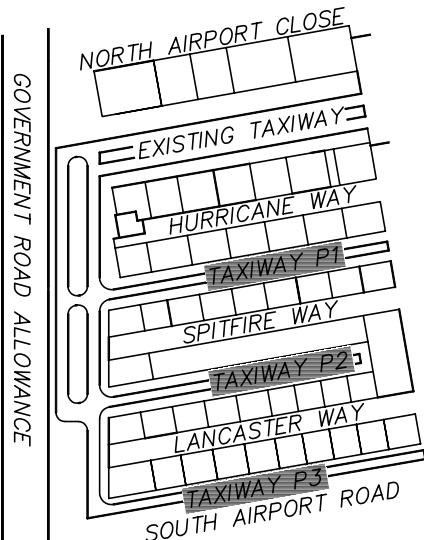 NORTH AIRPORT CLOSE
EXISTING TAXIWAY
GOVERNMENT ROAD ALLOWANCE
HURRICANE WAY
TAXIWAY P1
SPITFIRE WAY
TAXIWAY P2
LANCASTER WAY
TAXIWAY P3
SOUTH AIRPORT ROAD